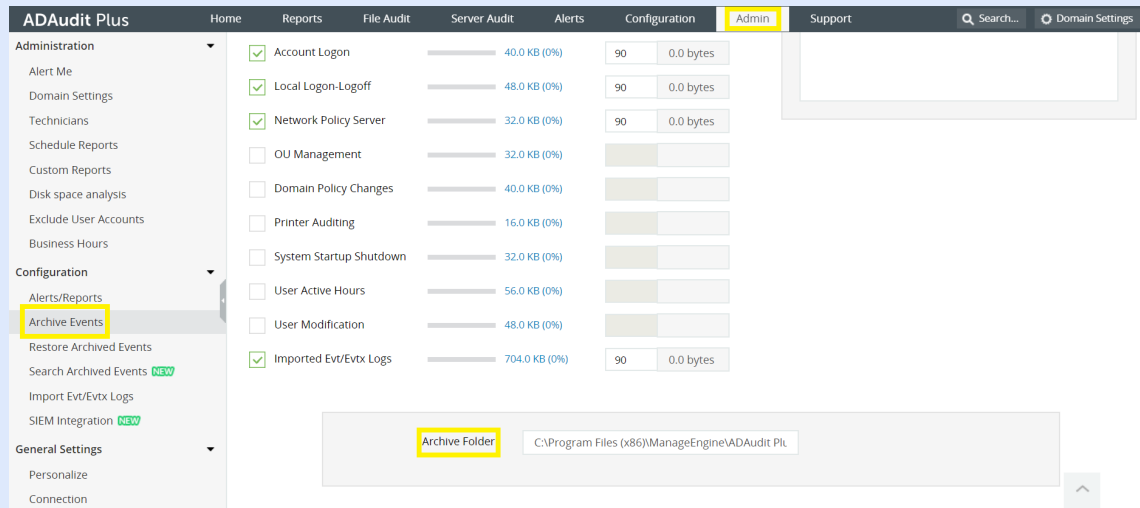 ADAudit Plus
Home Reports File Audit Server Audit Alerts Configuration Admin Support Search... Domain Settings
Administration
Alert Me
Domain Settings
Technicians
Schedule Reports
Custom Reports
Disk space analysis
Exclude User Accounts
Business Hours
Configuration
Alerts/Reports
Archive Events
Restore Archived Events
Search Archived Events NEW
Import Evt/Evtx Logs
SIEM Integration NEW
General Settings
Personalize
Connection
Account Logon 40.0 KB (0%) 90 0.0 bytes
Local Logon-Logoff 48.0 KB (0%) 90 0.0 bytes
Network Policy Server 32.0 KB (0%) 90 0.0 bytes
OU Management 32.0 KB (0%)
Domain Policy Changes 40.0 KB (0%)
Printer Auditing 16.0 KB (0%)
System Startup Shutdown 32.0 KB (0%)
User Active Hours 56.0 KB (0%)
User Modification 48.0 KB (0%)
Imported Evt/Evtx Logs 704.0 KB (0%) 90 0.0 bytes
Archive Folder C:\Program Files (x86)\ManageEngine\ADAudit Plu